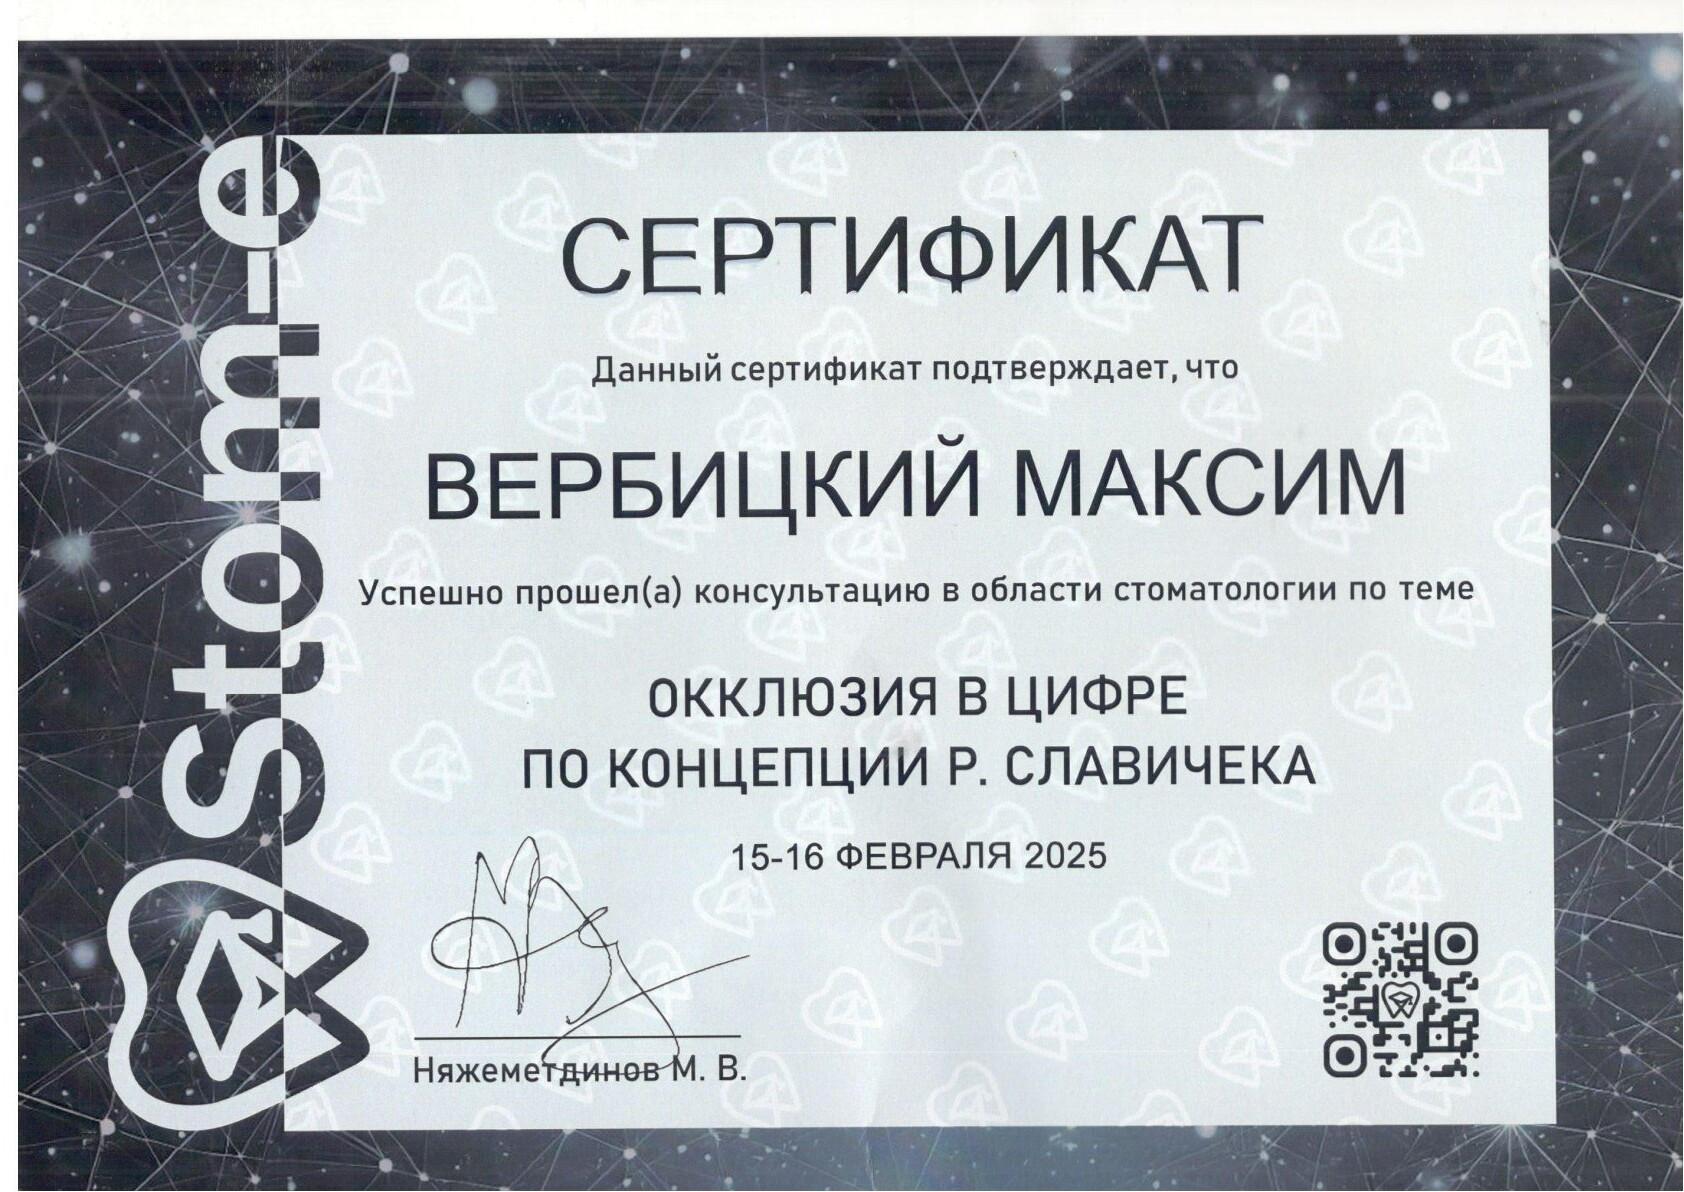 Stom-e
СЕРТИФИКАТ
Данный сертификат подтверждает, что
ВЕРБИЦКИЙ МАКСИМ
Успешно прошел(а) консультацию в области стоматологии по теме
ОККЛЮЗИЯ В ЦИФРЕ
ПО КОНЦЕПЦИИ Р. СЛАВИЧЕКА
15-16 ФЕВРАЛЯ 2025
Няжеметдинов М. В.